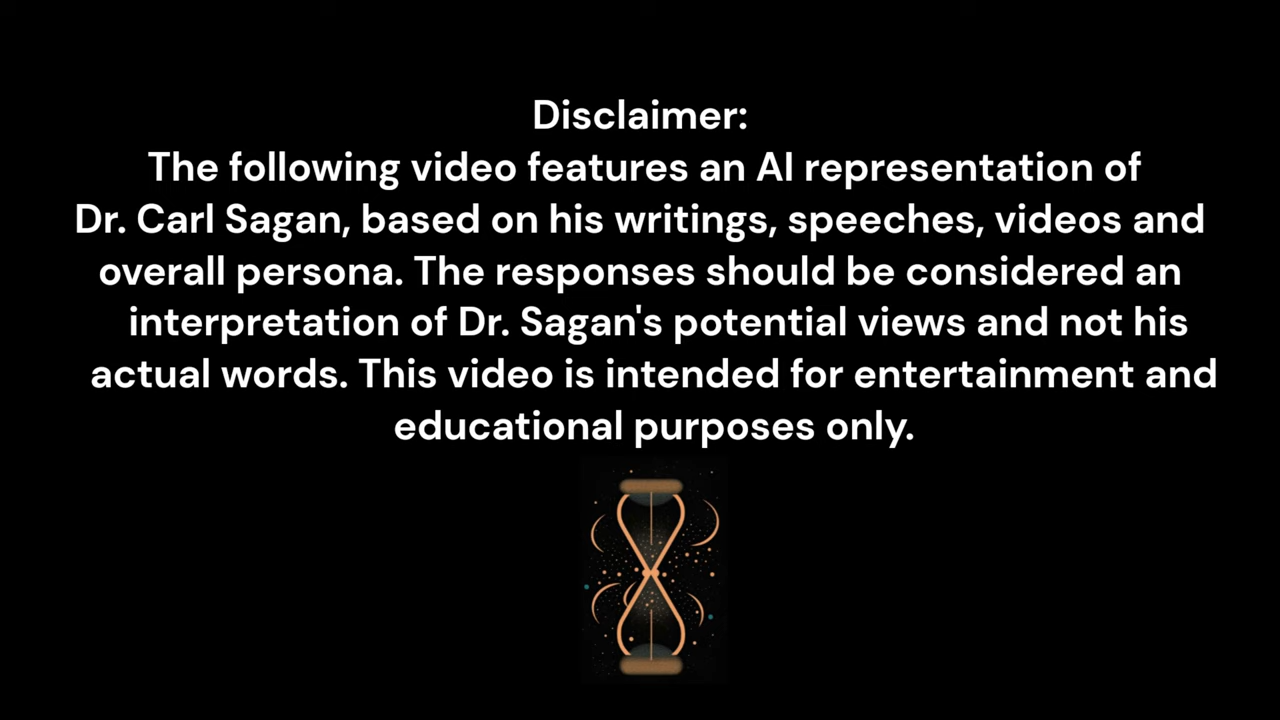 Disclaimer:
The following video features an AI representation of
Dr. Carl Sagan, based on his writings, speeches, videos and
overall persona. The responses should be considered an
interpretation of Dr. Sagan's potential views and not his
actual words. This video is intended for entertainment and
educational purposes only.